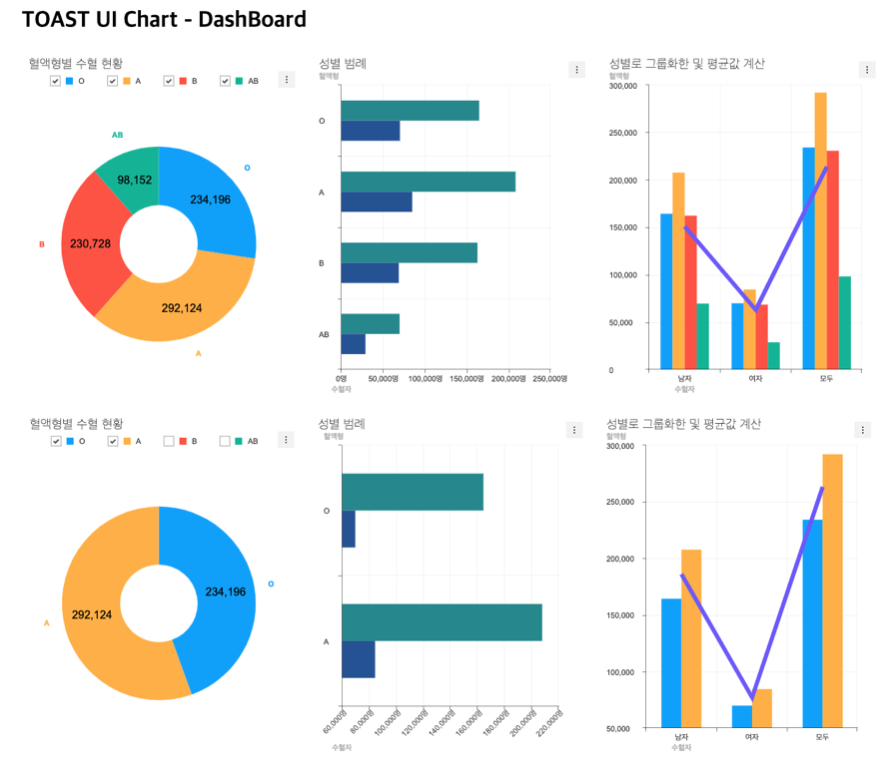 TOAST UI Chart - DashBoard
혈액형별 수혈 현황
O A B AB
AB
O
98,152
234,196
B
230,728
292,124
A
성별 범례
혈액형
O
A
B
AB
0명 50,000명 100,000명 150,000명 200,000명 250,000명
수혈자
성별로 그룹화한 및 평균값 계산
혈액형
300,000
250,000
200,000
150,000
100,000
50,000
0
남자 여자 모두
수혈자
혈액형별 수혈 현황
O A B AB
O
234,196
292,124
A
성별 범례
혈액형
O
A
60,000명 80,000명 100,000명 120,000명 140,000명 160,000명 180,000명 200,000명 220,000명
수혈자
성별로 그룹화한 및 평균값 계산
혈액형
300,000
250,000
200,000
150,000
100,000
50,000
남자 여자 모두
수혈자